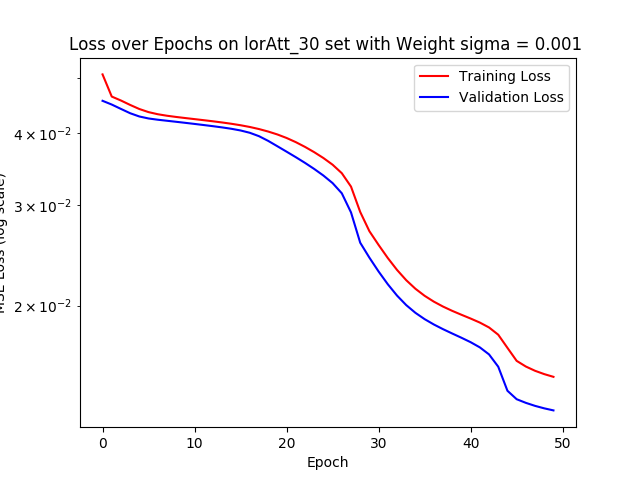 Loss over Epochs on lorAtt_30 set with Weight sigma = 0.001
Training Loss
Validation Loss
4 × 10⁻²
3 × 10⁻²
2 × 10⁻²
MSE Loss (log scale)
0 10 20 30 40 50
Epoch